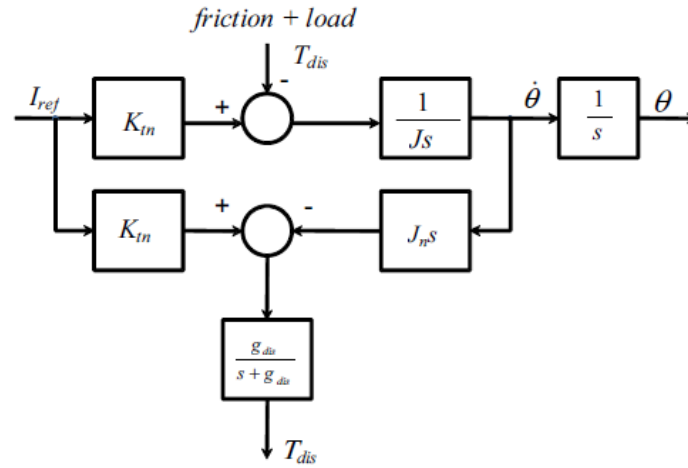 friction + load
T_dis
-
I_ref
K_tn
+
1
Js
θ̇
1
s
θ
K_tn
+
-
J_n s
g_dis
s + g_dis
T_dis